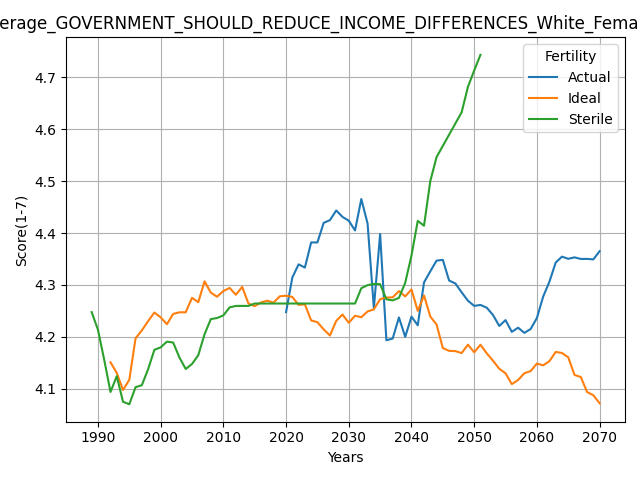 erage_GOVERNMENT_SHOULD_REDUCE_INCOME_DIFFERENCES_White_Fema
Fertility
Actual
Ideal
Sterile
Score(1-7)
4.7
4.6
4.5
4.4
4.3
4.2
4.1
1990 2000 2010 2020 2030 2040 2050 2060 2070
Years